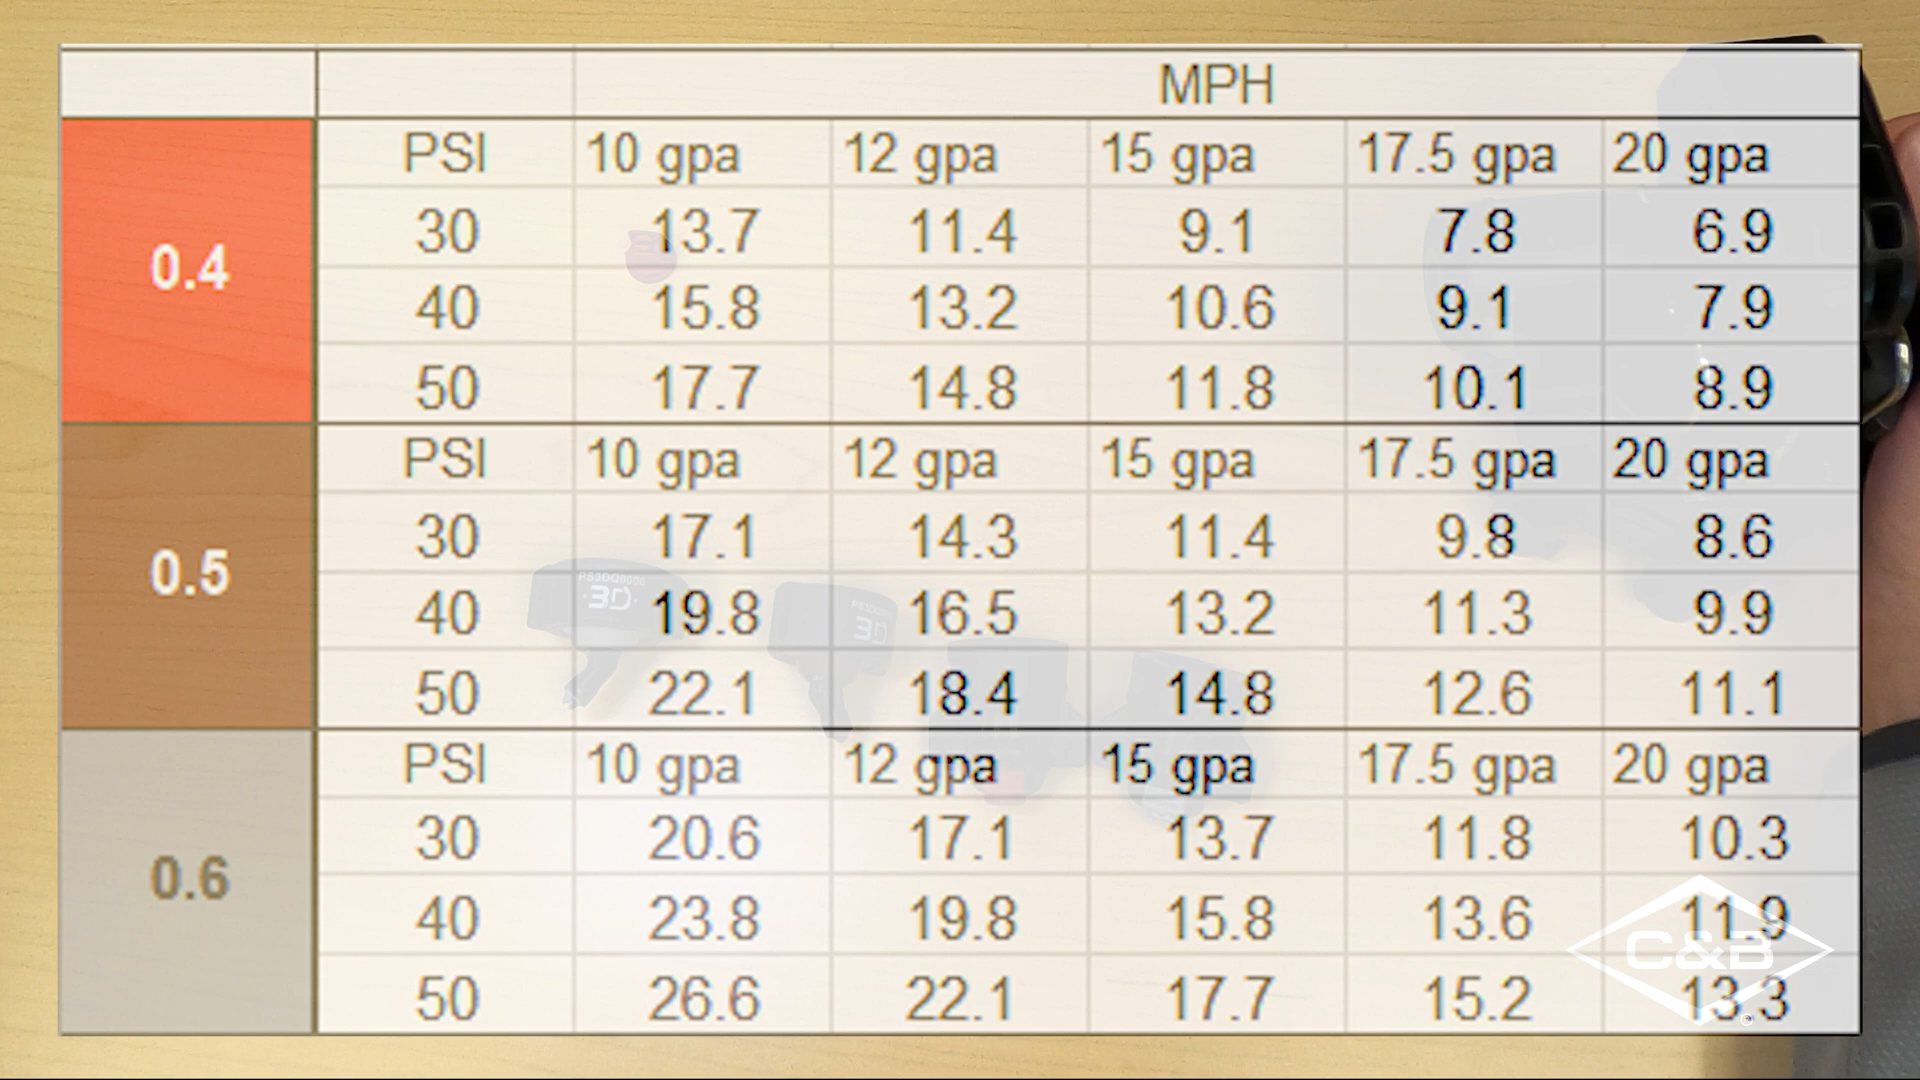 MPH
0.4
PSI 10 gpa 12 gpa 15 gpa 17.5 gpa 20 gpa
30 13.7 11.4 9.1 7.8 6.9
40 15.8 13.2 10.6 9.1 7.9
50 17.7 14.8 11.8 10.1 8.9
0.5
PSI 10 gpa 12 gpa 15 gpa 17.5 gpa 20 gpa
30 17.1 14.3 11.4 9.8 8.6
40 19.8 16.5 13.2 11.3 9.9
50 22.1 18.4 14.8 12.6 11.1
0.6
PSI 10 gpa 12 gpa 15 gpa 17.5 gpa 20 gpa
30 20.6 17.1 13.7 11.8 10.3
40 23.8 19.8 15.8 13.6 11.9
50 26.6 22.1 17.7 15.2 13.3
PS3DQ0006
3D
3D
C&B
®